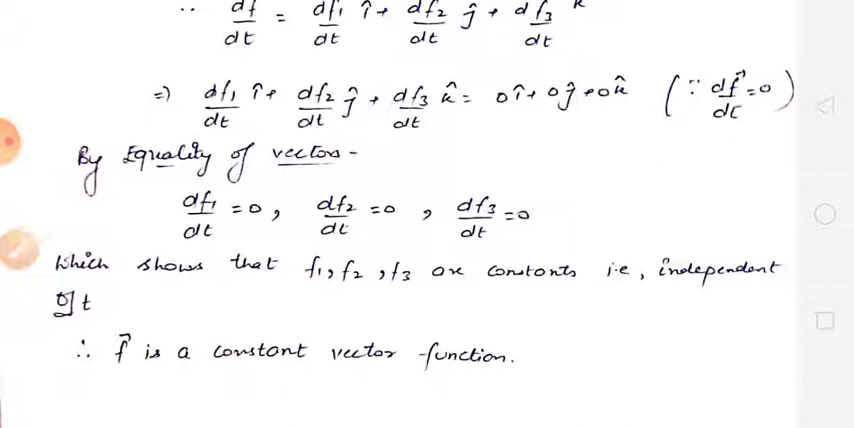 ∵ df/dt = df₁/dt î + df₂/dt ĵ + df₃/dt k
=) df₁/dt î + df₂/dt ĵ + df₃/dt k̂ = 0î + 0ĵ + 0k̂ (∵ df⃗/dt = 0)
By Equality of vectors -
df₁/dt = 0, df₂/dt = 0, df₃/dt = 0
Which shows that f₁, f₂, f₃ are constants i.e, independent
of t
∴ f⃗ is a constant vector function.